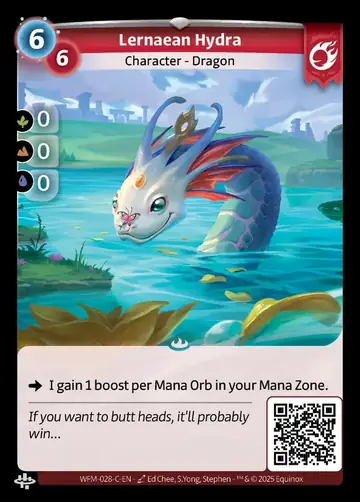 6
Lernaean Hydra
6
Character - Dragon
0
0
0
I gain 1 boost per Mana Orb in your Mana Zone.
If you want to butt heads, it'll probably
win...
WFM-028-C-EN - Ed Chee, S.Yong, Stephen - ™ & © 2025 Equinox